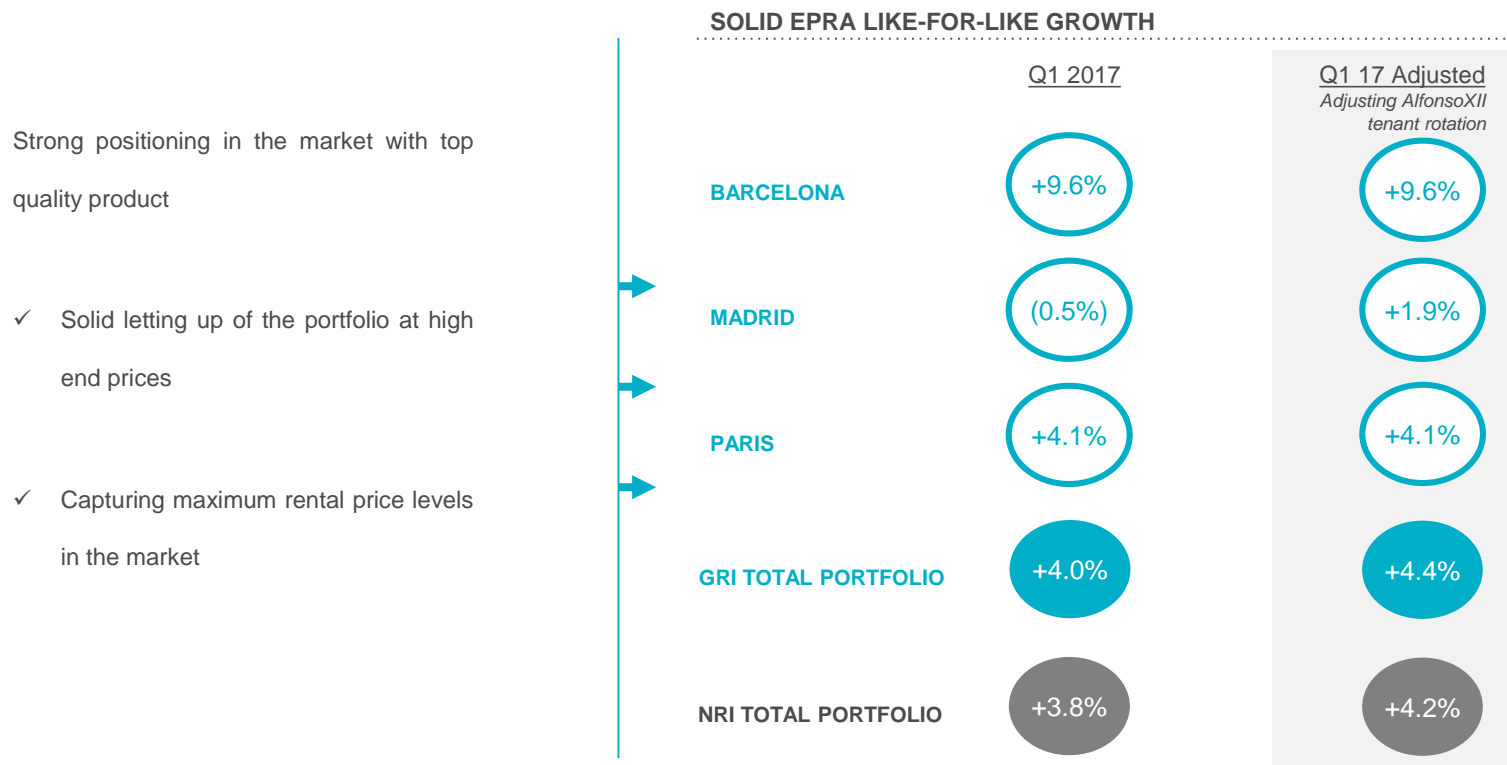 SOLID EPRA LIKE-FOR-LIKE GROWTH
Strong positioning in the market with top
quality product
✓ Solid letting up of the portfolio at high
end prices
✓ Capturing maximum rental price levels
in the market
Q1 2017
Q1 17 Adjusted
Adjusting AlfonsoXII
tenant rotation
BARCELONA +9.6% +9.6%
MADRID (0.5%) +1.9%
PARIS +4.1% +4.1%
GRI TOTAL PORTFOLIO +4.0% +4.4%
NRI TOTAL PORTFOLIO +3.8% +4.2%